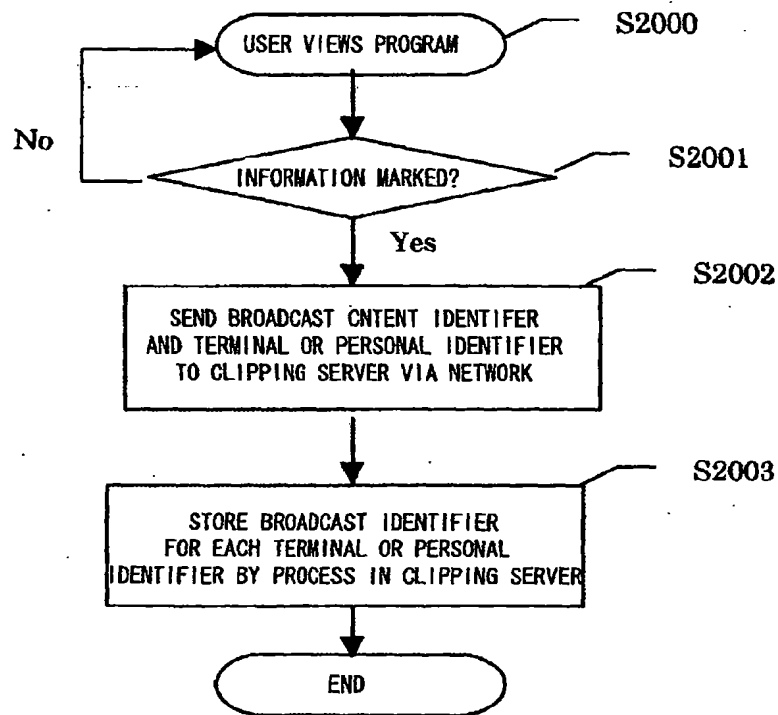 USER VIEWS PROGRAM
S2000
No
INFORMATION MARKED?
S2001
Yes
S2002
SEND BROADCAST CNTENT IDENTIFER
AND TERMINAL OR PERSONAL IDENTIFIER
TO CLIPPING SERVER VIA NETWORK
S2003
STORE BROADCAST IDENTIFIER
FOR EACH TERMINAL OR PERSONAL
IDENTIFIER BY PROCESS IN CLIPPING SERVER
END